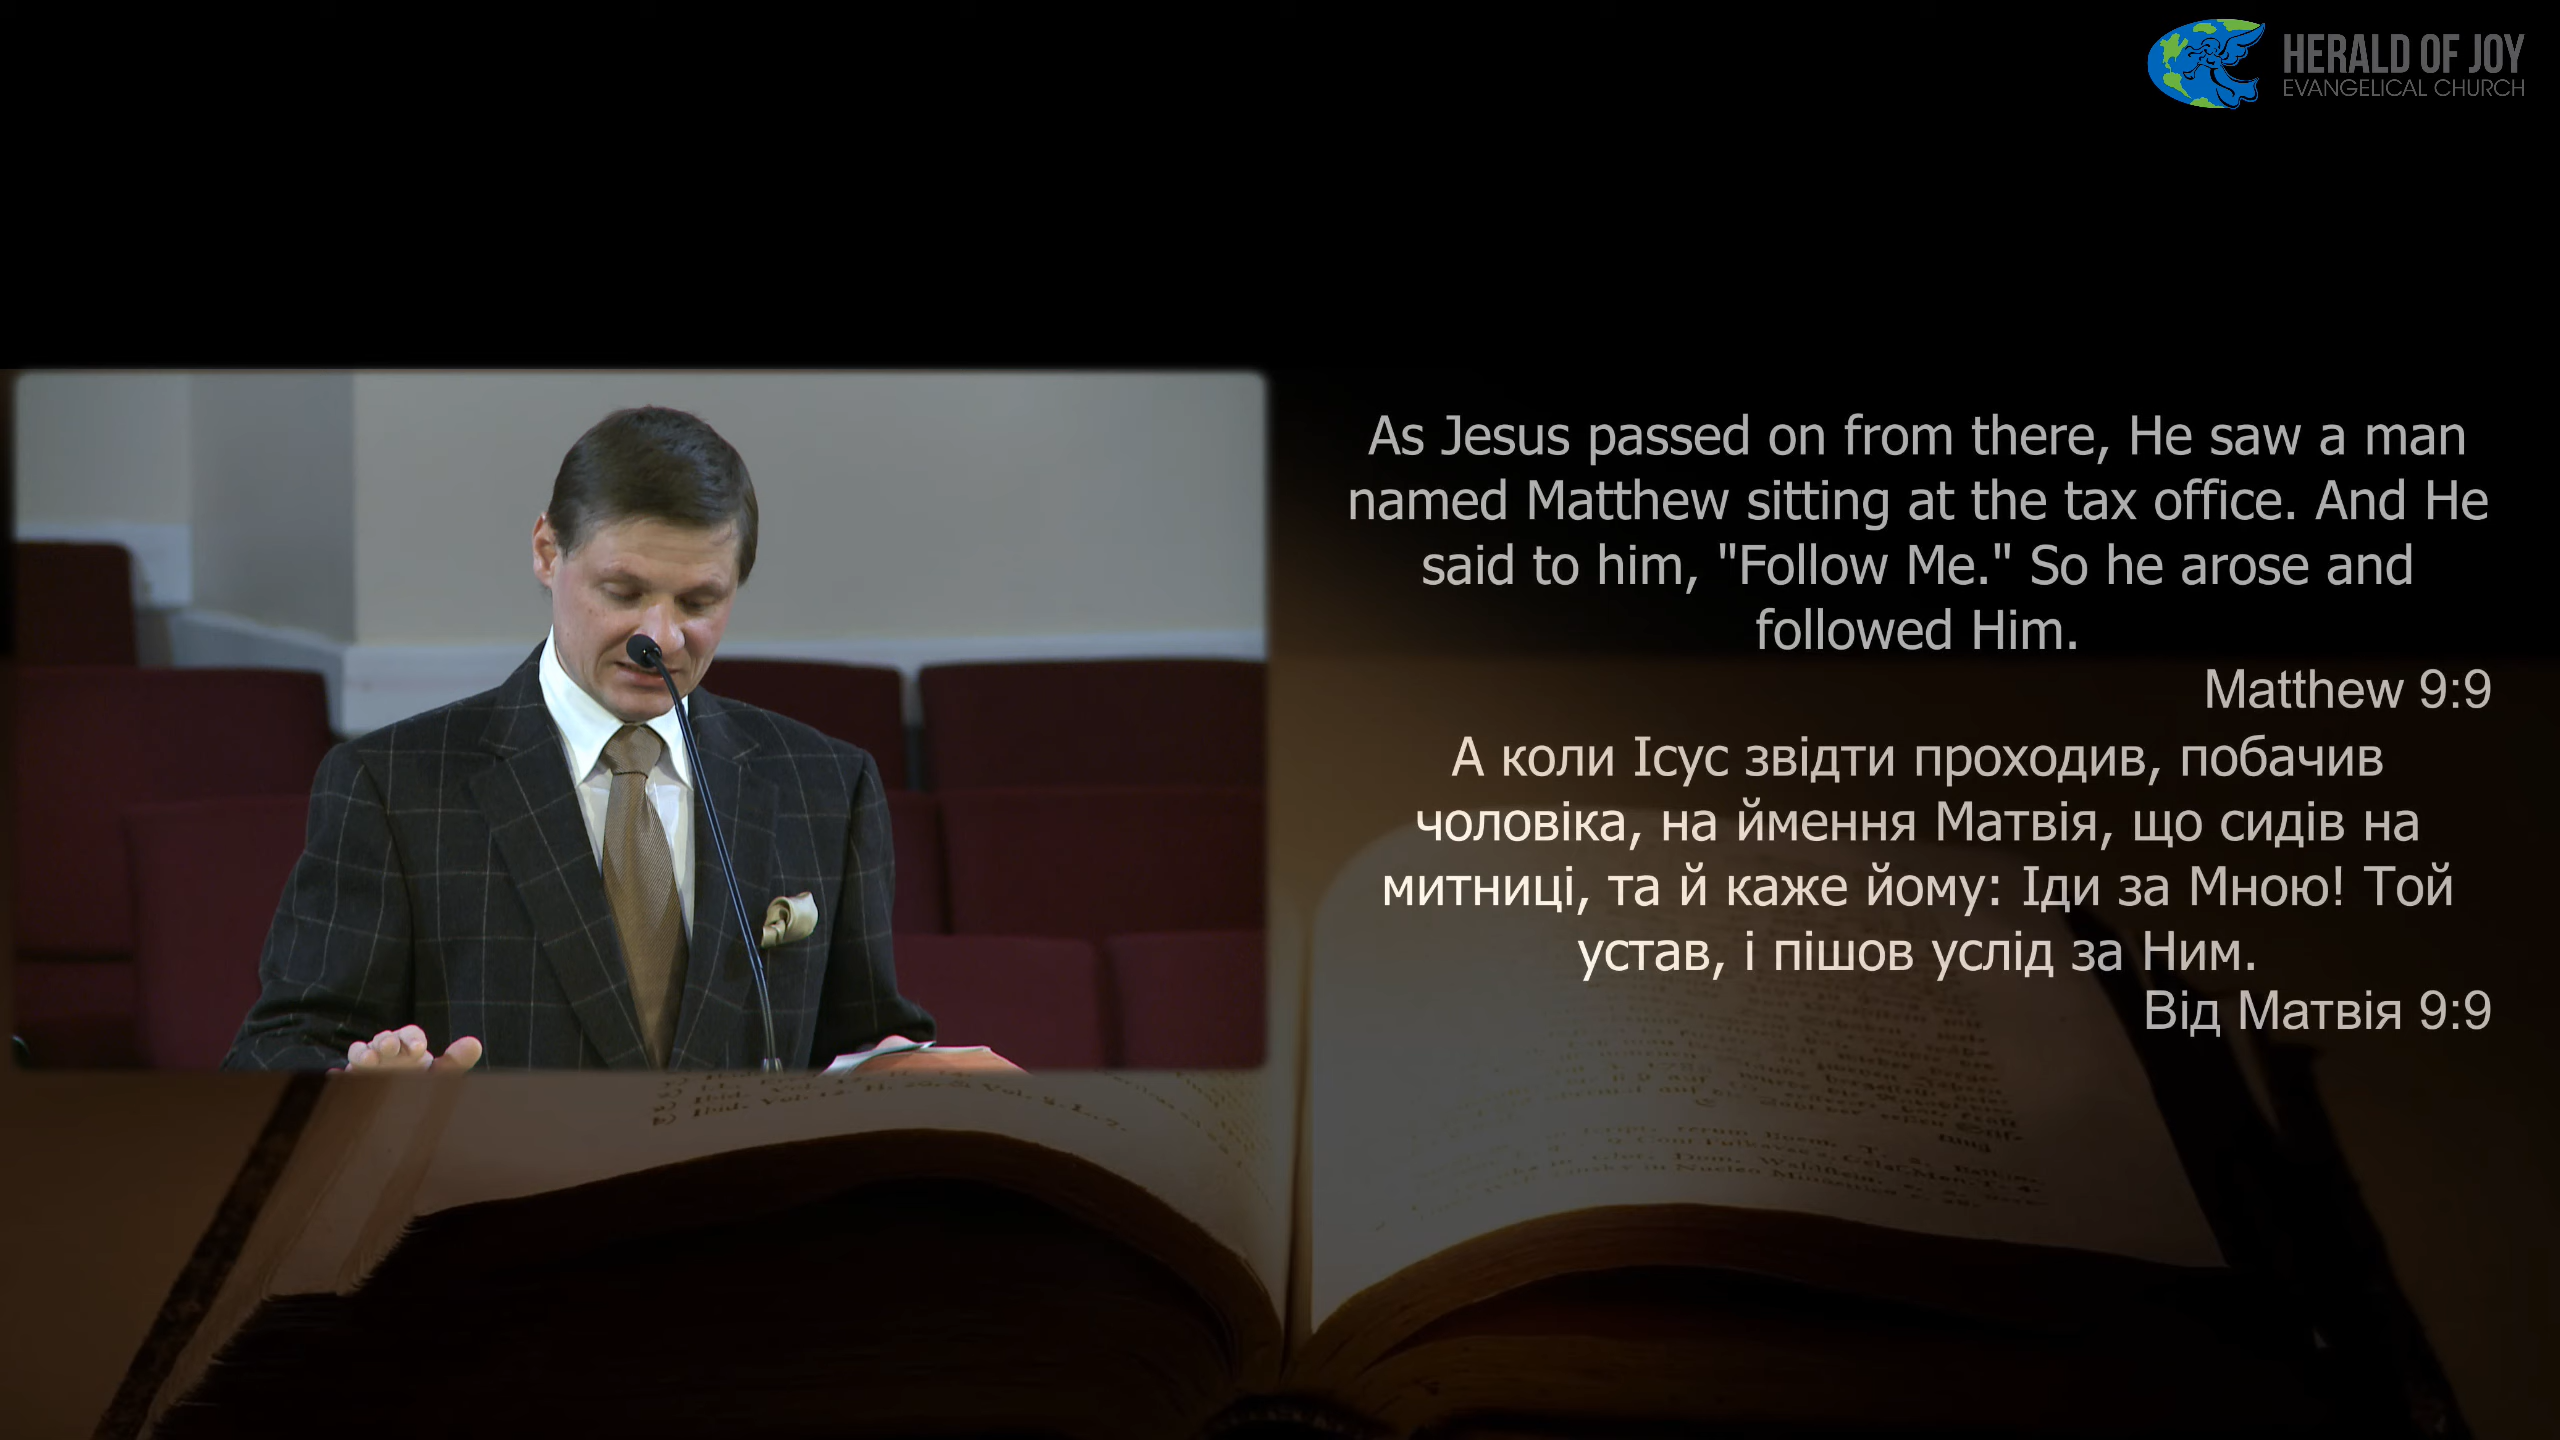 HERALD OF JOY
EVANGELICAL CHURCH
As Jesus passed on from there, He saw a man
named Matthew sitting at the tax office. And He
said to him, "Follow Me." So he arose and
followed Him.
Matthew 9:9
А коли Ісус звідти проходив, побачив
чоловіка, на ймення Матвія, що сидів на
митниці, та й каже йому: Іди за Мною! Той
устав, і пішов услід за Ним.
Від Матвія 9:9